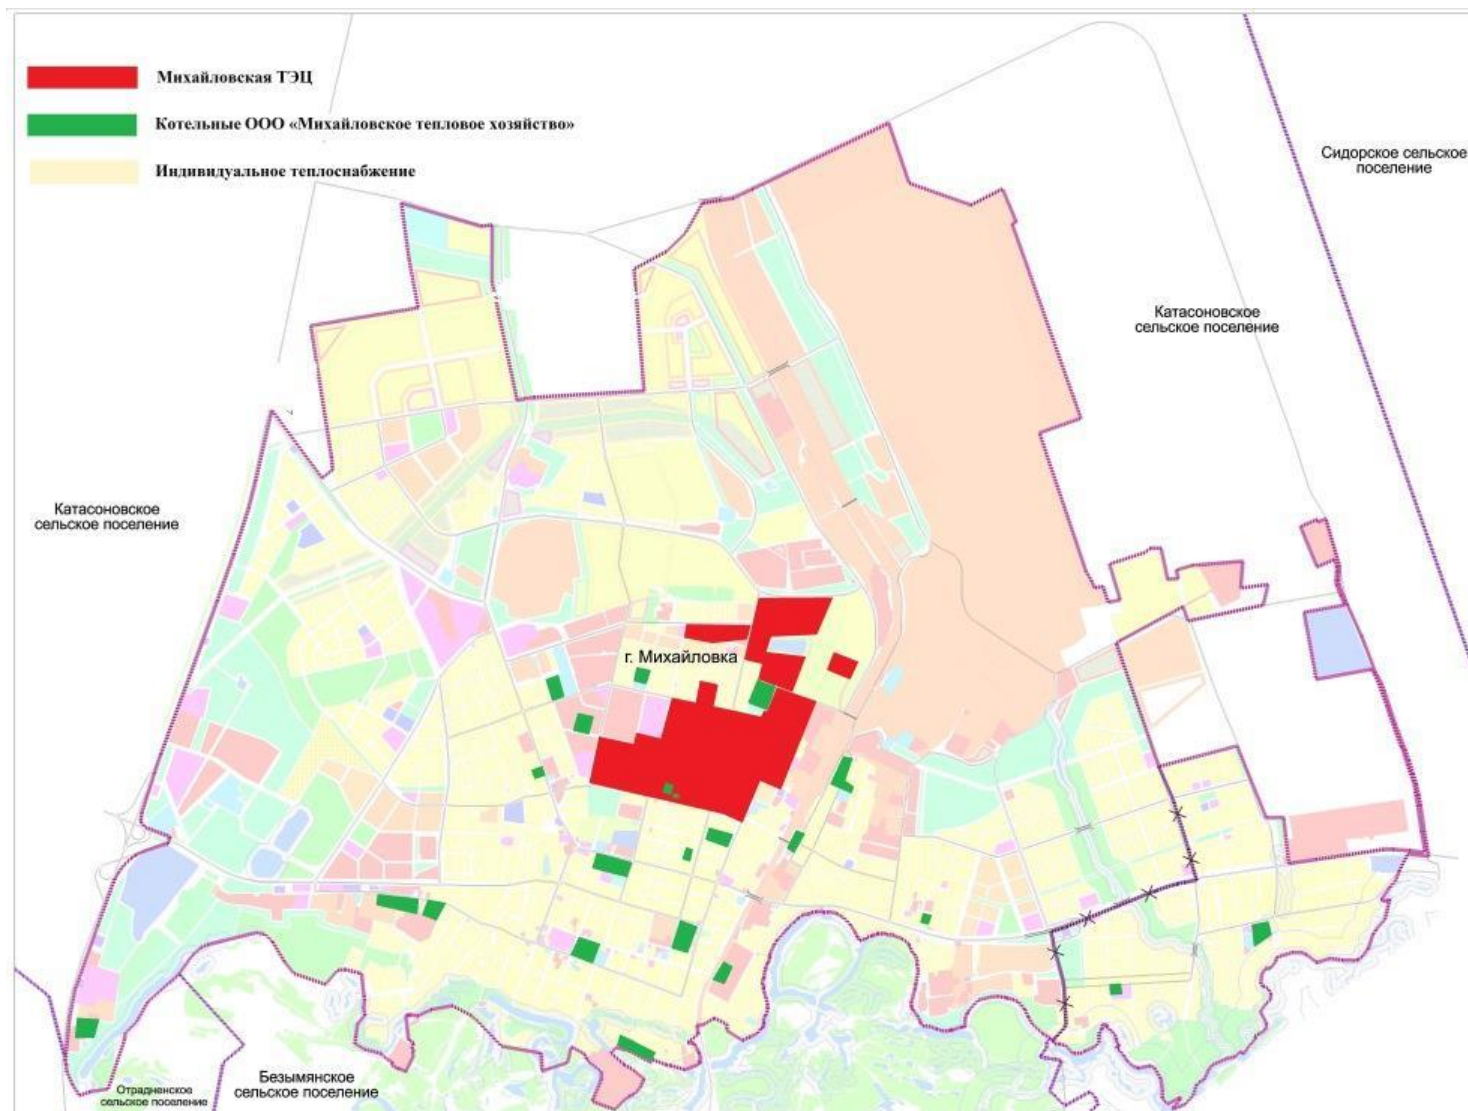 Михайловская ТЭЦ
Котельные ООО «Михайловское тепловое хозяйство»
Индивидуальное теплоснабжение
Сидорское сельское
поселение
Катасоновское
сельское поселение
Катасоновское
сельское поселение
г. Михайловка
Безымянское
сельское поселение
Отрадненское
сельское поселение